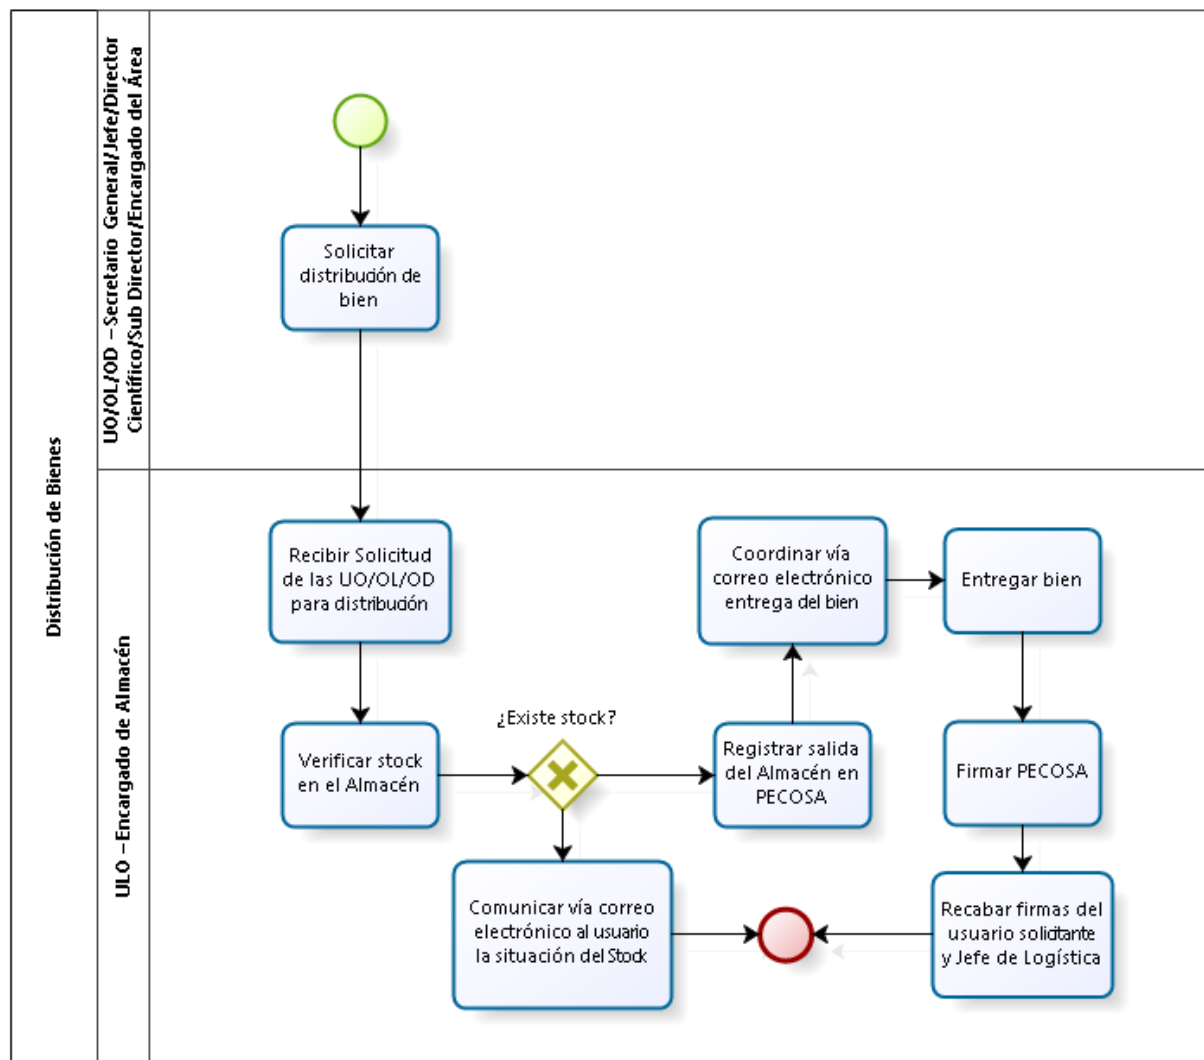 Distribución de Bienes
UO/OL/OD – Secretario General/Jefe/Director
Científico/Sub Director/Encargado del Área
Solicitar
distribución de
bien
ULO – Encargado de Almacén
Recibir Solicitud
de las UO/OL/OD
para distribución
Verificar stock
en el Almacén
¿Existe stock?
Comunicar vía correo
electrónico al usuario
la situación del Stock
Registrar salida
del Almacén en
PECOSA
Coordinar vía
correo electrónico
entrega del bien
Entregar bien
Firmar PECOSA
Recabar firmas del
usuario solicitante
y Jefe de Logística